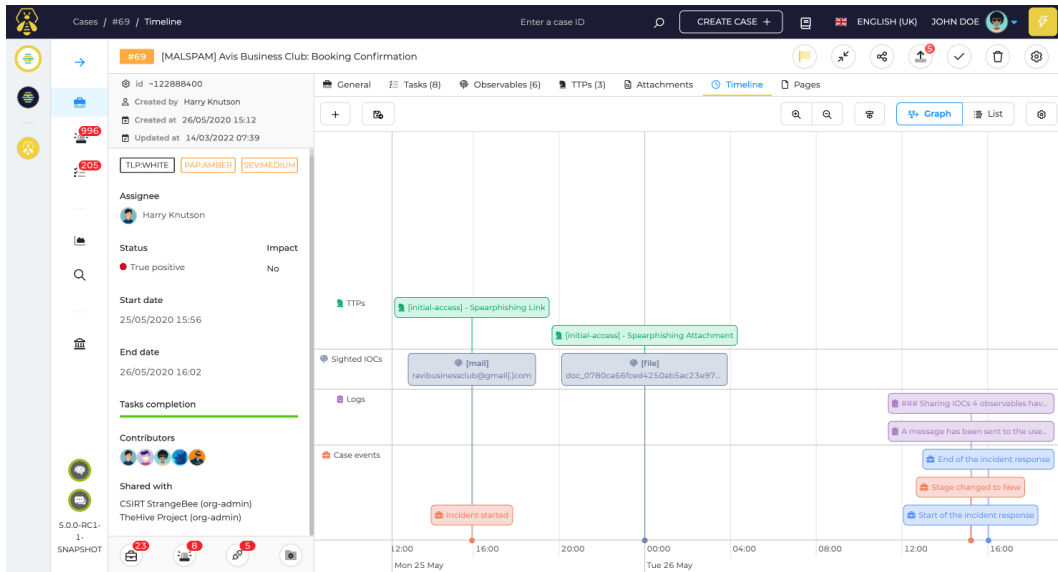 Cases / #69 / Timeline
Enter a case ID
CREATE CASE +
ENGLISH (UK)
JOHN DOE
#69 [MALSPAM] Avis Business Club: Booking Confirmation
5
id ~122888400
Created by Harry Knutson
Created at 26/05/2020 15:12
Updated at 14/03/2022 07:39
General
Tasks (8)
Observables (6)
TTPs (3)
Attachments
Timeline
Pages
+
Graph
List
996
205
TLP:WHITE
PAP:AMBER
SEV:MEDIUM
Assignee
Harry Knutson
Status
Impact
True positive
No
Start date
25/05/2020 15:56
End date
26/05/2020 16:02
Tasks completion
Contributors
Shared with
CSIRT StrangeBee (org-admin)
TheHive Project (org-admin)
5.0.0-RC1-
1-
SNAPSHOT
23
8
5
TTPs
[initial-access] - Spearphishing Link
[initial-access] - Spearphishing Attachment
Sighted IOCs
[mail]
ravibusinessclub@gmail[.]com
[file]
doc_0780ca66fced4250ab5ac23e97...
Logs
### Sharing IOCs 4 observables hav...
A message has been sent to the use...
Case events
End of the incident response
Stage changed to New
Incident started
Start of the incident response
12:00
16:00
20:00
00:00
04:00
08:00
12:00
16:00
Mon 25 May
Tue 26 May